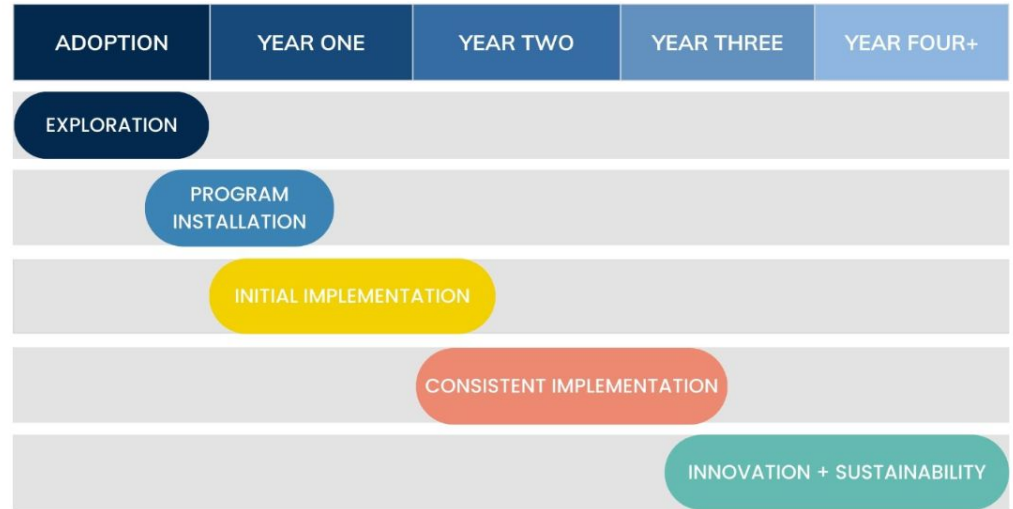 ADOPTION
YEAR ONE
YEAR TWO
YEAR THREE
YEAR FOUR+
EXPLORATION
PROGRAM
INSTALLATION
INITIAL IMPLEMENTATION
CONSISTENT IMPLEMENTATION
INNOVATION + SUSTAINABILITY